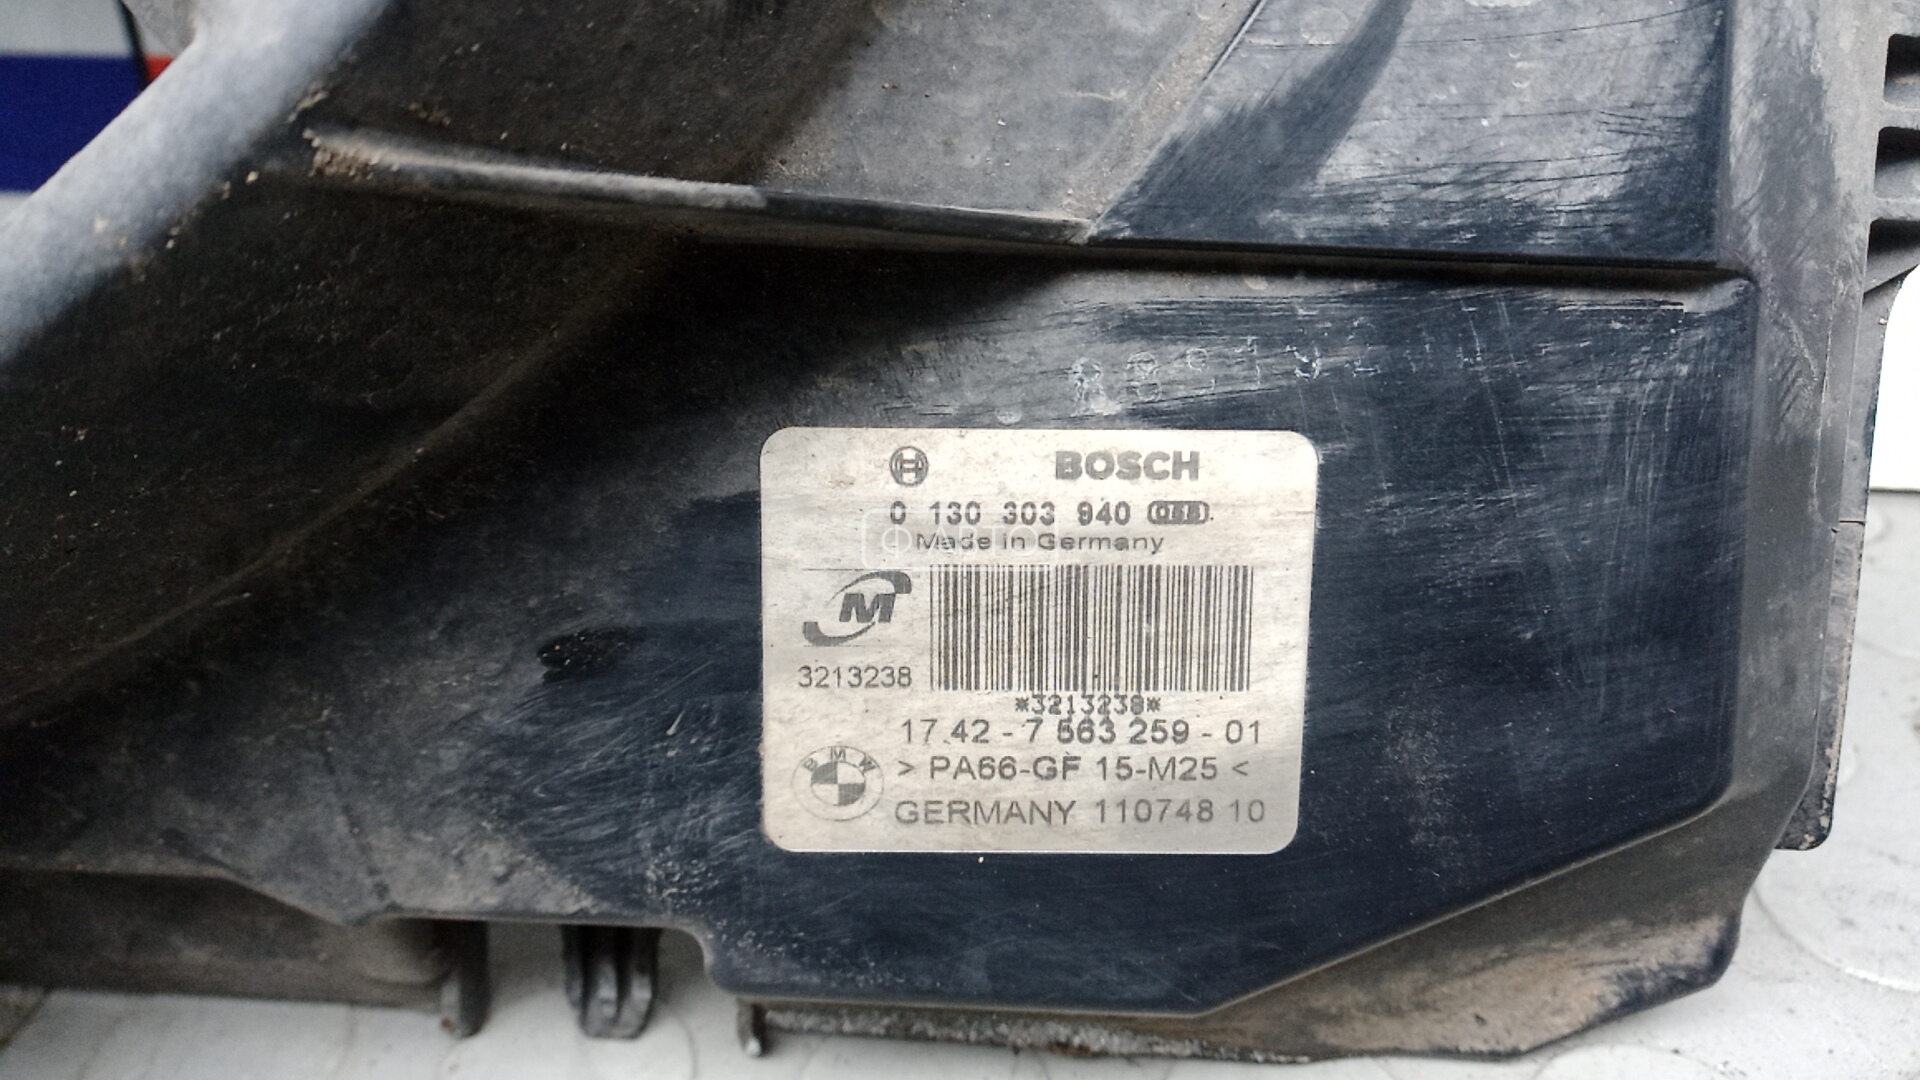 BOSCH
0 130 303 940
Made in Germany
M
3213238
*3213238*
17.42 - 7 563 259 - 01
BMW
> PA66-GF 15-M25 <
GERMANY 110748 10